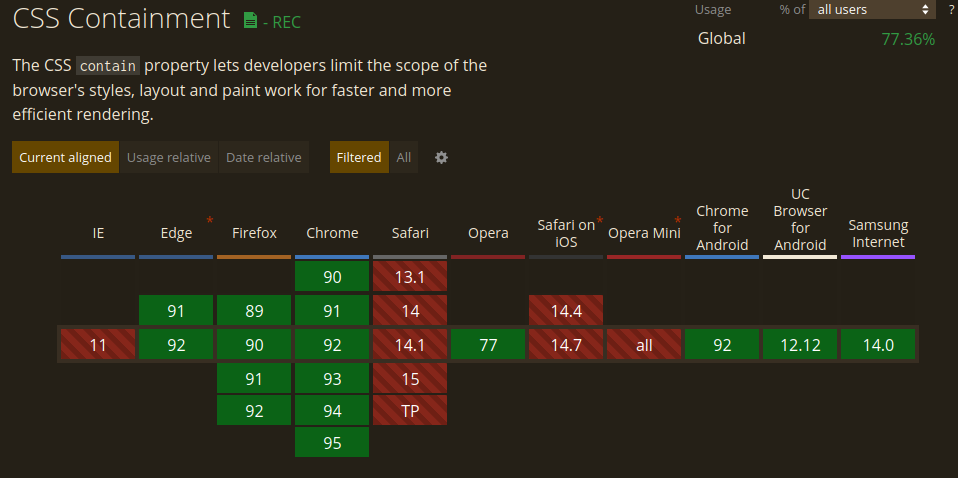 CSS Containment - REC
Usage % of all users ?
Global 77.36%
The CSS contain property lets developers limit the scope of the
browser's styles, layout and paint work for faster and more
efficient rendering.
Current aligned Usage relative Date relative Filtered All
IE Edge * Firefox Chrome Safari Opera Safari on iOS * Opera Mini * Chrome for Android UC Browser for Android Samsung Internet
90 13.1
91 89 91 14 14.4
11 92 90 92 14.1 77 14.7 all 92 12.12 14.0
91 93 15
92 94 TP
95